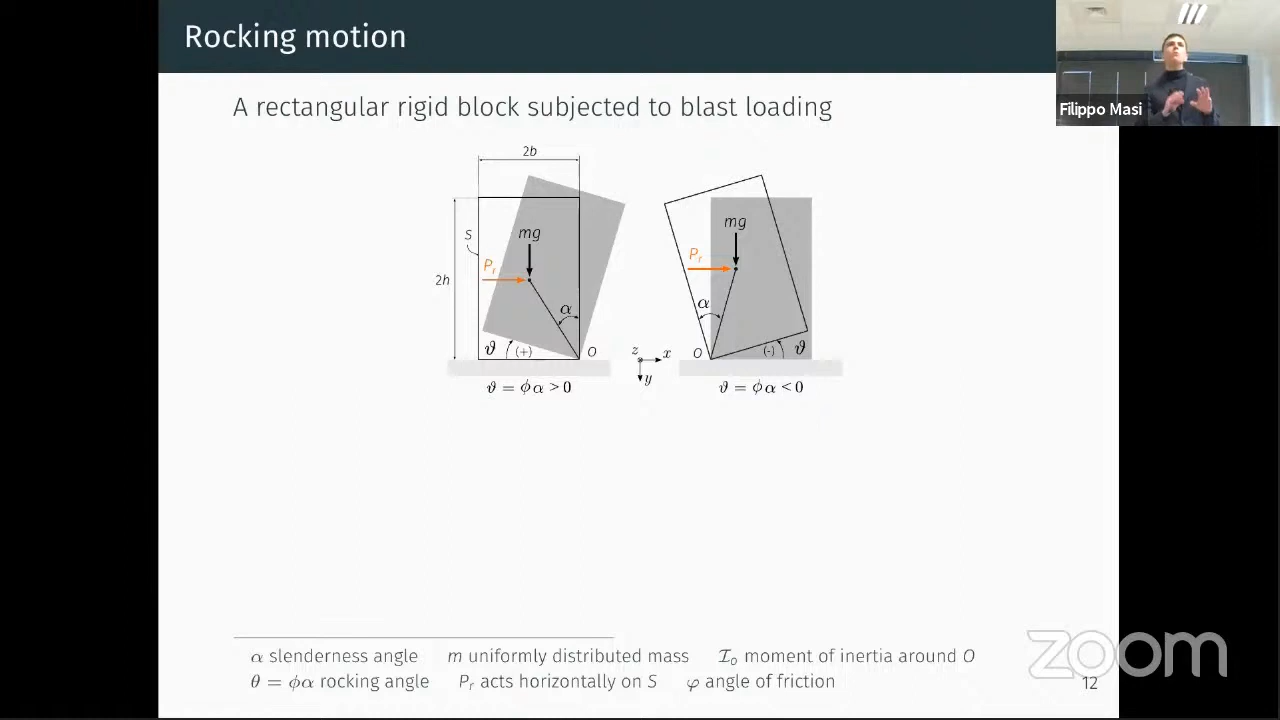 Rocking motion
Filippo Masi
A rectangular rigid block subjected to blast loading
2b
S
mg
P_r
2h
α
ϑ
(+)
O
ϑ = ϕα > 0
z
x
y
mg
P_r
α
O
(-)
ϑ
ϑ = ϕα < 0
α slenderness angle m uniformly distributed mass ℐ_o moment of inertia around O
θ = ϕα rocking angle P_r acts horizontally on S φ angle of friction
12
zoom